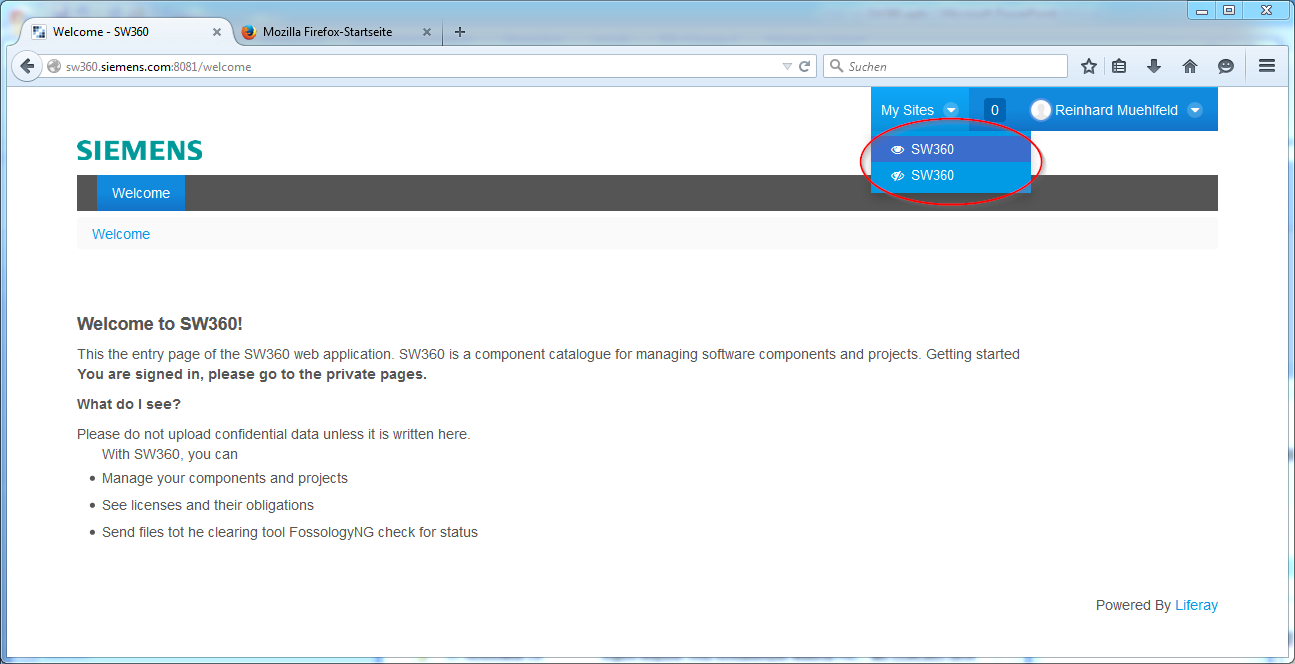 Welcome - SW360
Mozilla Firefox-Startseite
sw360.siemens.com:8081/welcome
Suchen
My Sites
0
Reinhard Muehlfeld
SW360
SW360
SIEMENS
Welcome
Welcome
Welcome to SW360!
This the entry page of the SW360 web application. SW360 is a component catalogue for managing software components and projects. Getting started
You are signed in, please go to the private pages.
What do I see?
Please do not upload confidential data unless it is written here.
With SW360, you can
Manage your components and projects
See licenses and their obligations
Send files tot he clearing tool FossologyNG check for status
Powered By Liferay